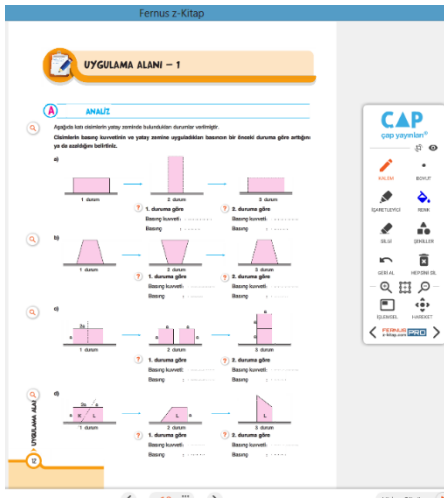 Fernus z-Kitap
UYGULAMA ALANI – 1
A ANALİZ
Aşağıda katı cisimlerin yatay zeminde bulundukları durumlar verilmiştir.
Cisimlerin basınç kuvvetinin ve yatay zemine uyguladıkları basıncın bir önceki duruma göre arttığını
ya da azaldığını belirtiniz.
a)
1 durum 2 durum 3 durum
? 1. duruma göre ? 2. duruma göre
Basınç kuvveti: Basınç kuvveti:
Basınç : Basınç :
b)
1 durum 2 durum 3 durum
? 1. duruma göre ? 2. duruma göre
Basınç kuvveti: Basınç kuvveti:
Basınç : Basınç :
c)
1 durum 2 durum 3 durum
? 1. duruma göre ? 2. duruma göre
Basınç kuvveti: Basınç kuvveti:
Basınç : Basınç :
d)
K L L L
1 durum 2 durum 3 durum
? 1. duruma göre ? 2. duruma göre
Basınç kuvveti: Basınç kuvveti:
Basınç : Basınç :
UYGULAMA ALAI
12
ÇAP
çap yayınları®
KALEM BOYUT
İŞARETLEYİCİ RENK
SİLGİ ŞEKİLLER
GERİ AL HEPSİNİ SİL
İŞLEMSEL HAREKET
FERNUS PRO
z-kitap.com